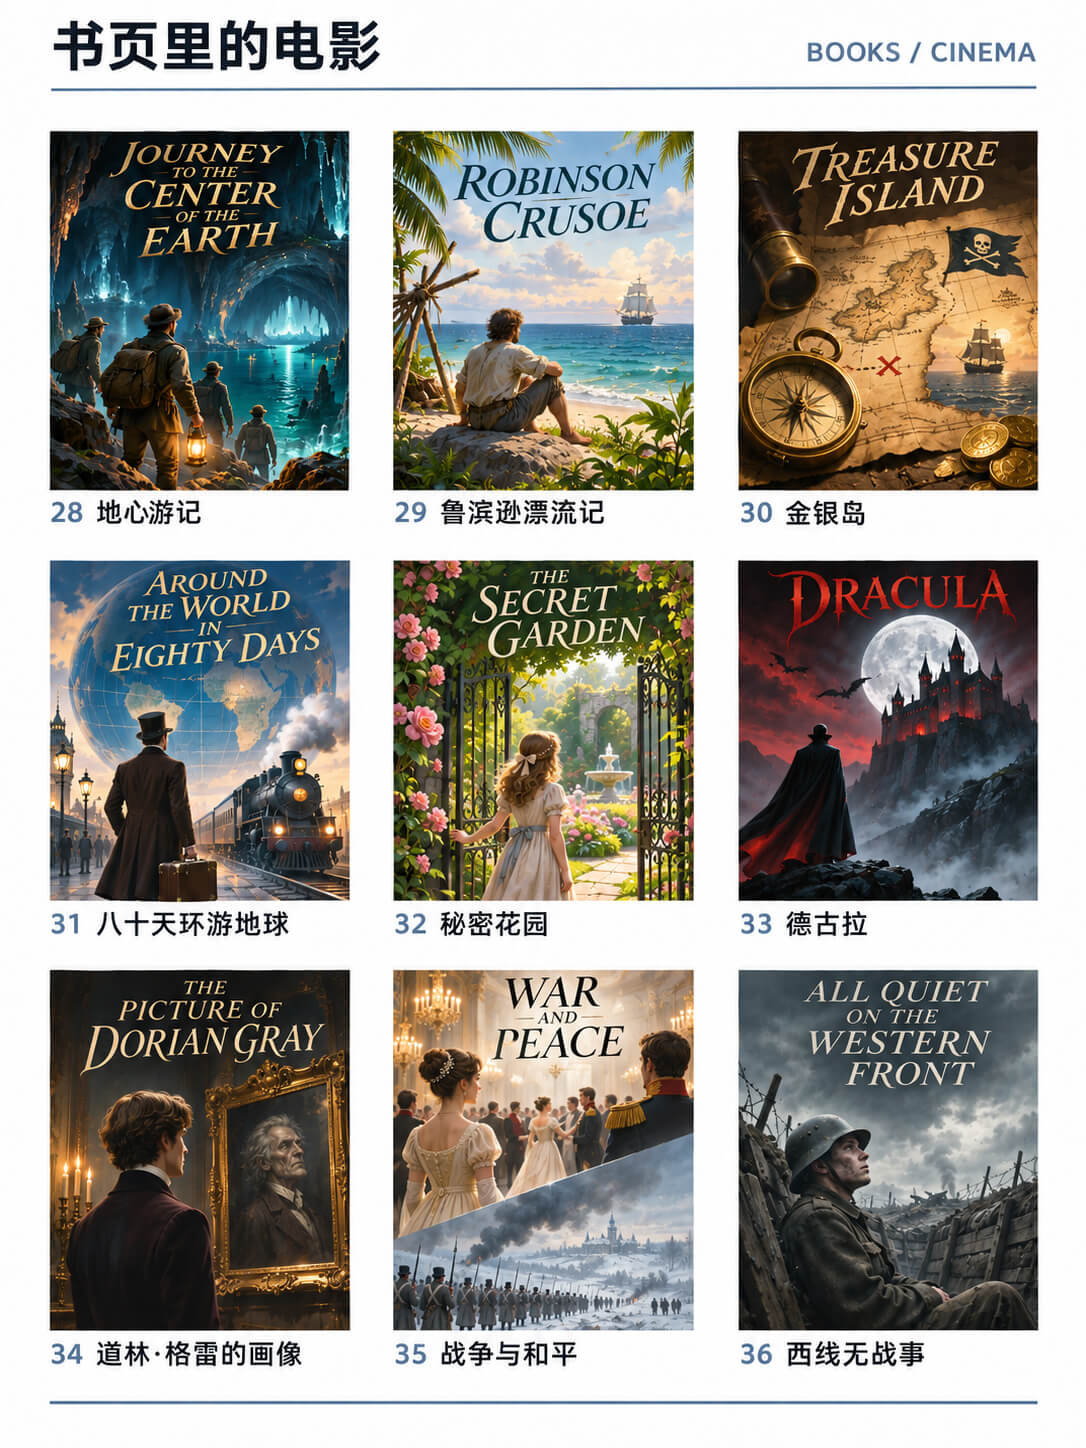 书页里的电影
BOOKS / CINEMA
JOURNEY
TO THE
CENTER
OF THE
EARTH
28 地心游记
ROBINSON
CRUSOE
29 鲁滨逊漂流记
TREASURE
ISLAND
30 金银岛
AROUND
THE WORLD
IN
EIGHTY DAYS
31 八十天环游地球
THE
SECRET
GARDEN
32 秘密花园
DRACULA
33 德古拉
THE
PICTURE OF
DORIAN GRAY
34 道林·格雷的画像
WAR
AND
PEACE
35 战争与和平
ALL QUIET
ON THE
WESTERN
FRONT
36 西线无战事